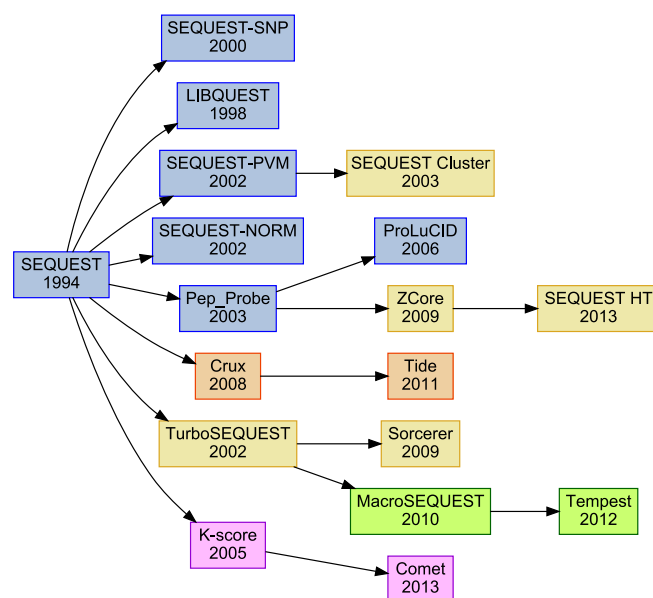 SEQUEST-SNP
2000
LIBQUEST
1998
SEQUEST-PVM
2002
SEQUEST Cluster
2003
SEQUEST-NORM
2002
ProLuCID
2006
SEQUEST
1994
Pep_Probe
2003
ZCore
2009
SEQUEST HT
2013
Crux
2008
Tide
2011
TurboSEQUEST
2002
Sorcerer
2009
MacroSEQUEST
2010
Tempest
2012
K-score
2005
Comet
2013